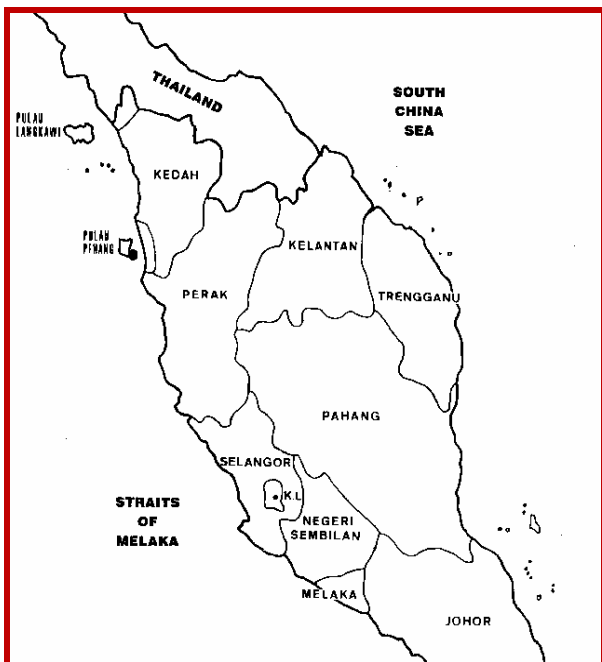 THAILAND
SOUTH
CHINA
SEA
PULAU
LANGKAWI
KEDAH
PULAU
PENANG
KELANTAN
PERAK
TRENGGANU
PAHANG
SELANGOR
K.L
STRAITS
OF
MELAKA
NEGERI
SEMBILAN
MELAKA
JOHOR